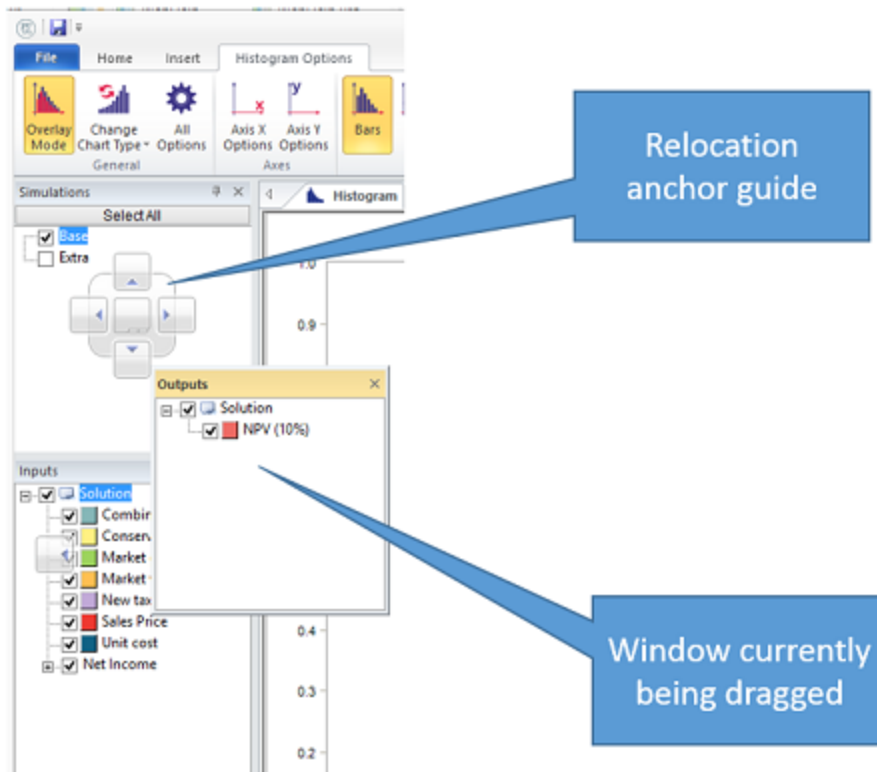 File Home Insert Histogram Options
Overlay Mode Change Chart Type All Options Axis X Options Axis Y Options Bars
General Axes
Simulations
Histogram
Select All
Base
Extra
1.0
0.9
Relocation
anchor guide
Outputs
Solution
NPV (10%)
Inputs
Solution
Combin
Conserv
Market
Market
New tax
Sales Price
Unit cost
Net Income
0.4
0.3
0.2
Window currently
being dragged